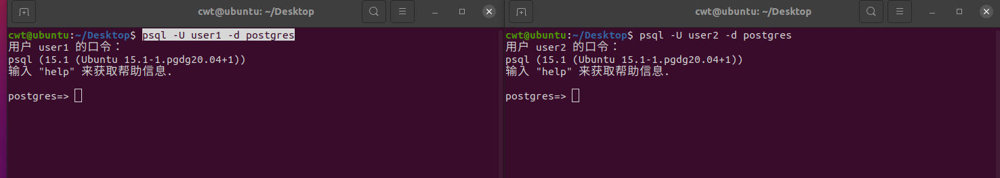 cwt@ubuntu: ~/Desktop
cwt@ubuntu:~/Desktop$ psql -U user1 -d postgres
用户 user1 的口令：
psql (15.1 (Ubuntu 15.1-1.pgdg20.04+1))
输入 "help" 来获取帮助信息.
postgres=>
cwt@ubuntu: ~/Desktop
cwt@ubuntu:~/Desktop$ psql -U user2 -d postgres
用户 user2 的口令：
psql (15.1 (Ubuntu 15.1-1.pgdg20.04+1))
输入 "help" 来获取帮助信息.
postgres=>